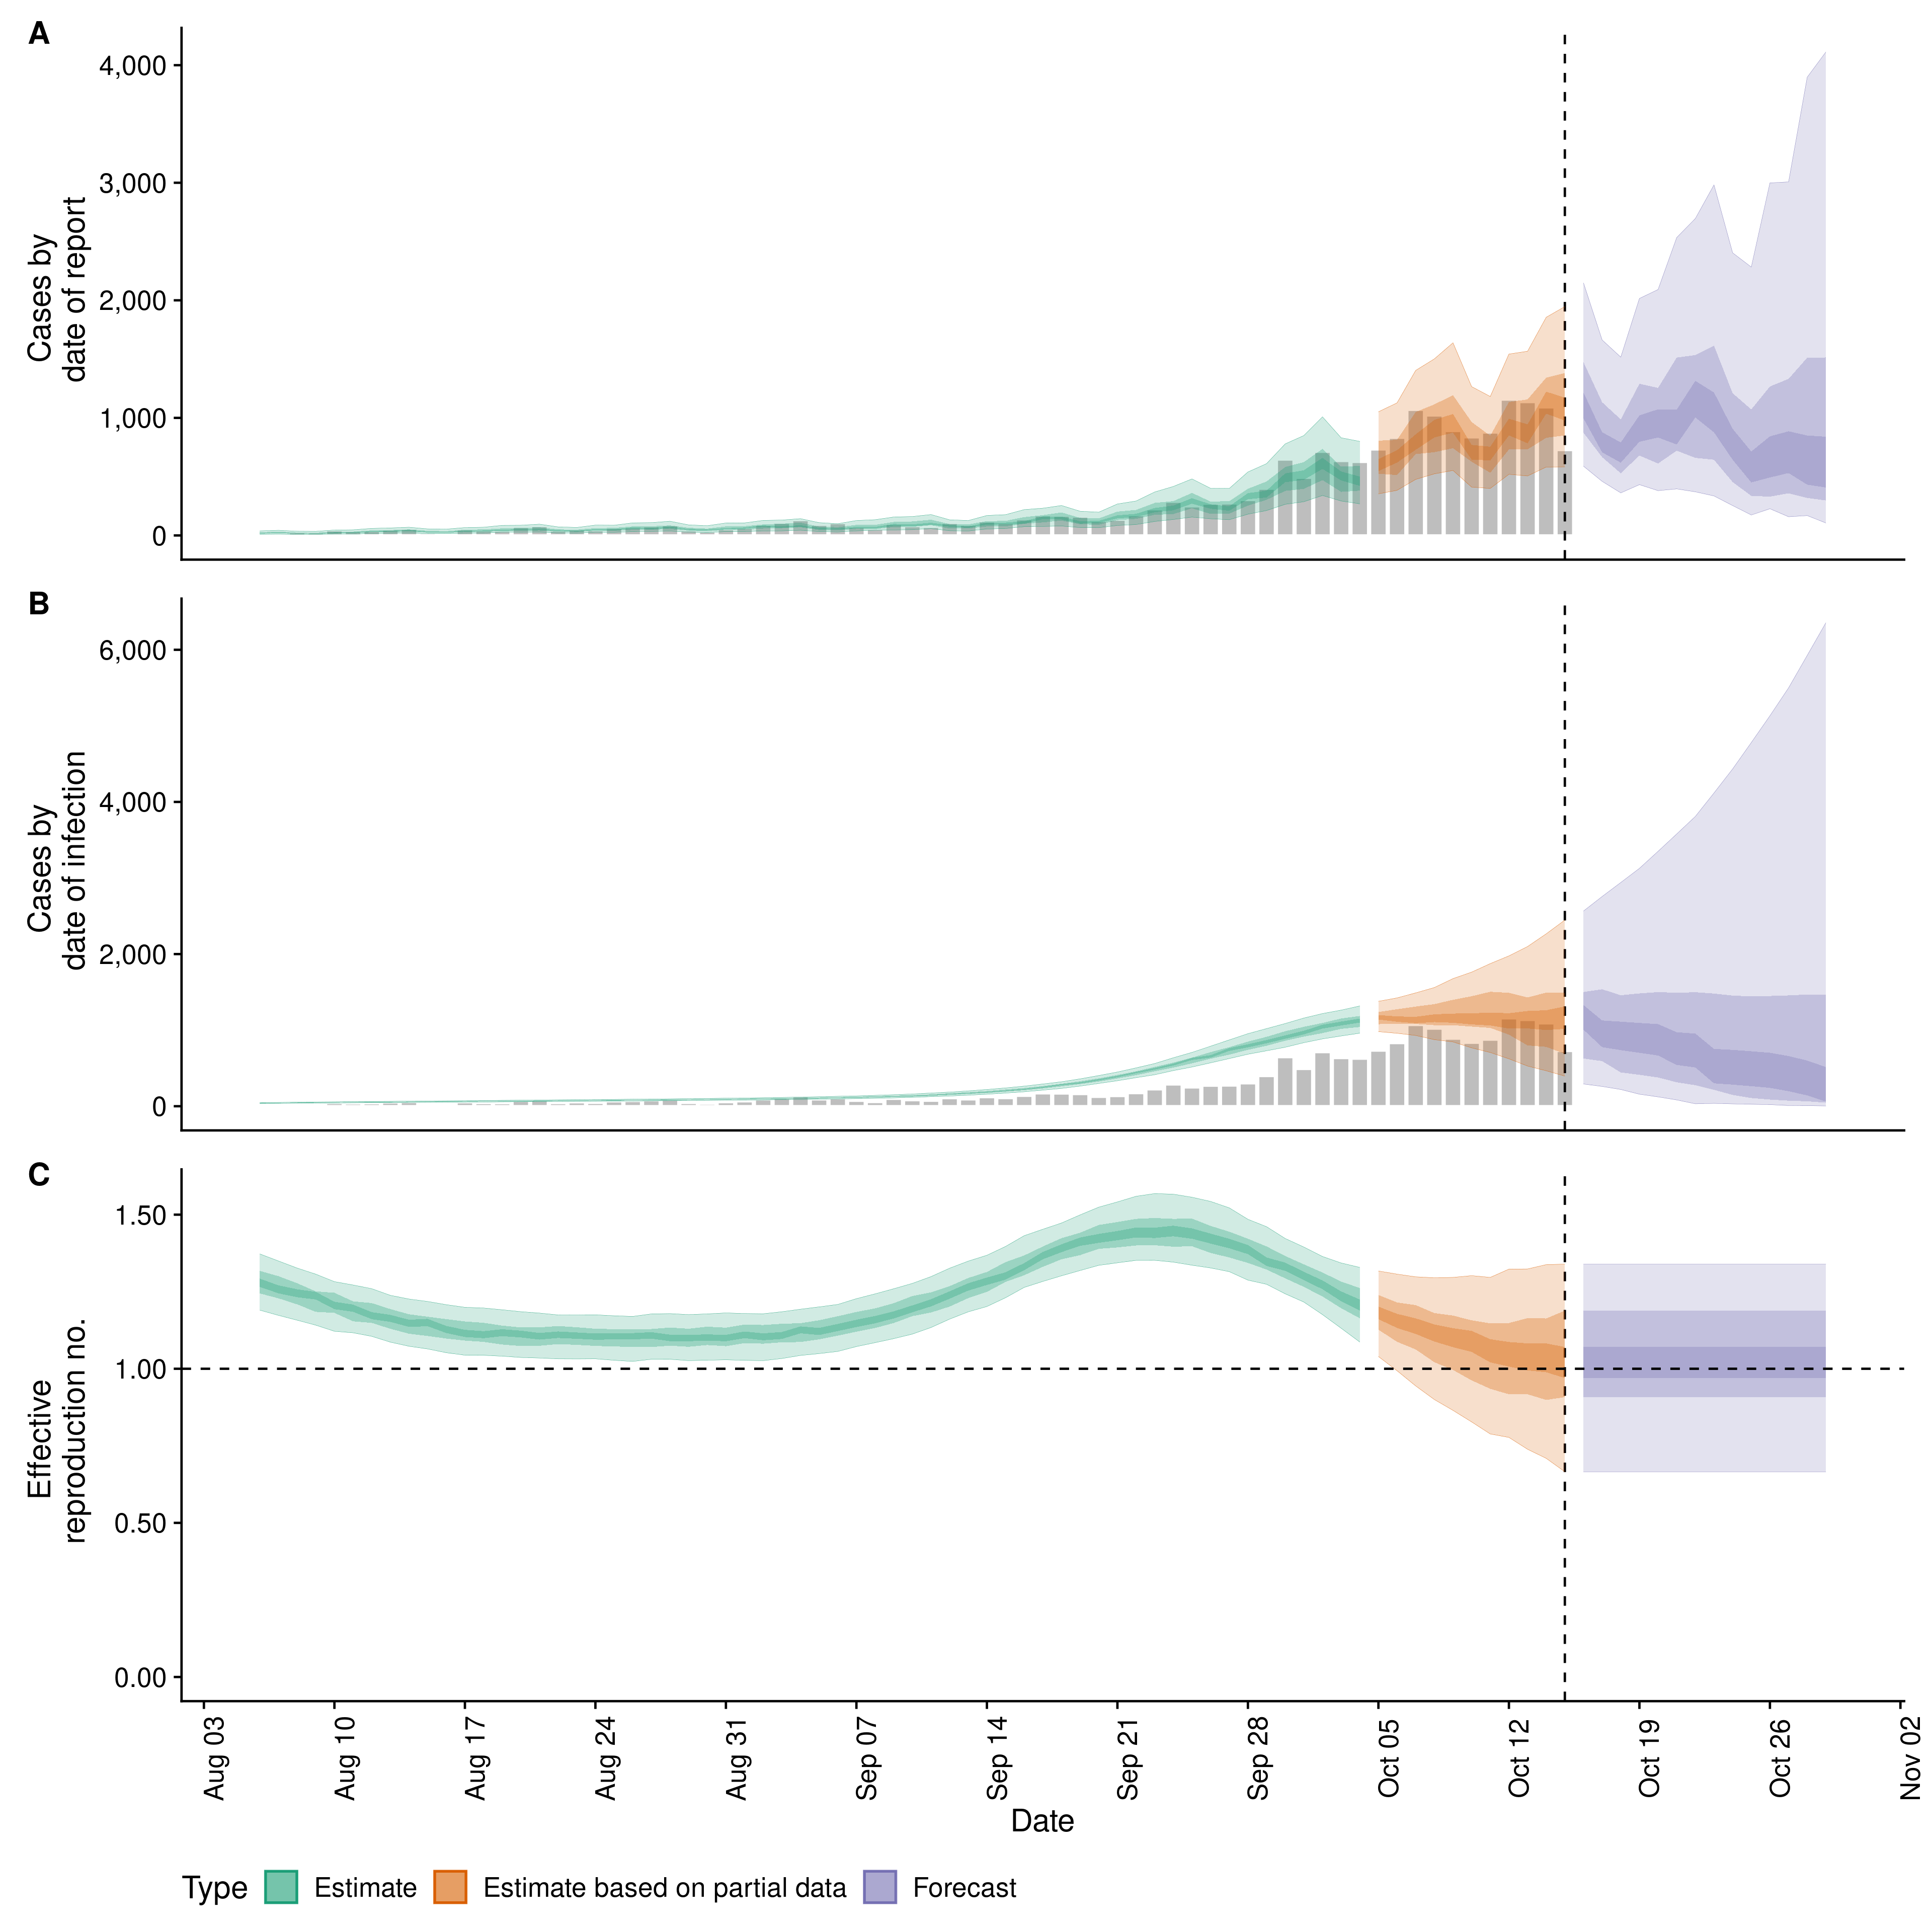 A
4,000
3,000
2,000
1,000
0
Cases by
date of report
B
6,000
4,000
2,000
0
Cases by
date of infection
C
1.50
1.00
0.50
0.00
Effective
reproduction no.
Aug 03
Aug 10
Aug 17
Aug 24
Aug 31
Sep 07
Sep 14
Sep 21
Sep 28
Oct 05
Oct 12
Oct 19
Oct 26
Nov 02
Date
Type Estimate Estimate based on partial data Forecast